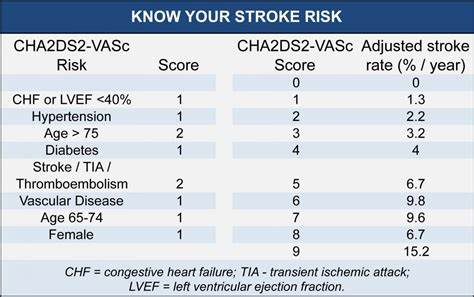 KNOW YOUR STROKE RISK
CHA2DS2-VASc Risk Score CHA2DS2-VASc Score Adjusted stroke rate (% / year)
0 0
CHF or LVEF <40% 1 1 1.3
Hypertension 1 2 2.2
Age > 75 2 3 3.2
Diabetes 1 4 4
Stroke / TIA /
Thromboembolism 2 5 6.7
Vascular Disease 1 6 9.8
Age 65-74 1 7 9.6
Female 1 8 6.7
9 15.2
CHF = congestive heart failure; TIA - transient ischemic attack;
LVEF = left ventricular ejection fraction.